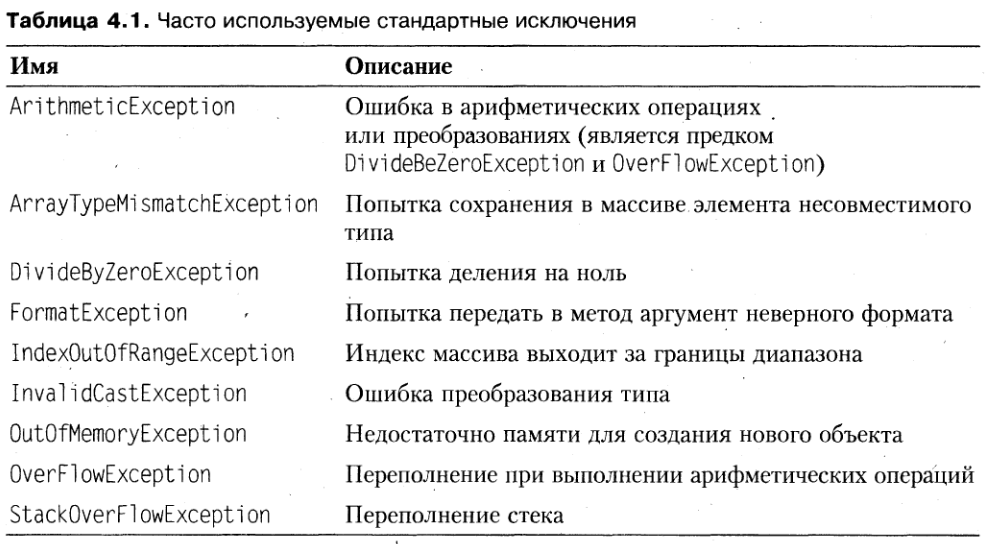 Таблица 4.1. Часто используемые стандартные исключения
Имя Описание
ArithmeticException Ошибка в арифметических операциях
или преобразованиях (является предком
DivideBeZeroException и OverFlowException)
ArrayTypeMismatchException Попытка сохранения в массиве элемента несовместимого
типа
DivideByZeroException Попытка деления на ноль
FormatException Попытка передать в метод аргумент неверного формата
IndexOutOfRangeException Индекс массива выходит за границы диапазона
InvalidCastException Ошибка преобразования типа
OutOfMemoryException Недостаточно памяти для создания нового объекта
OverFlowException Переполнение при выполнении арифметических операций
StackOverFlowException Переполнение стека